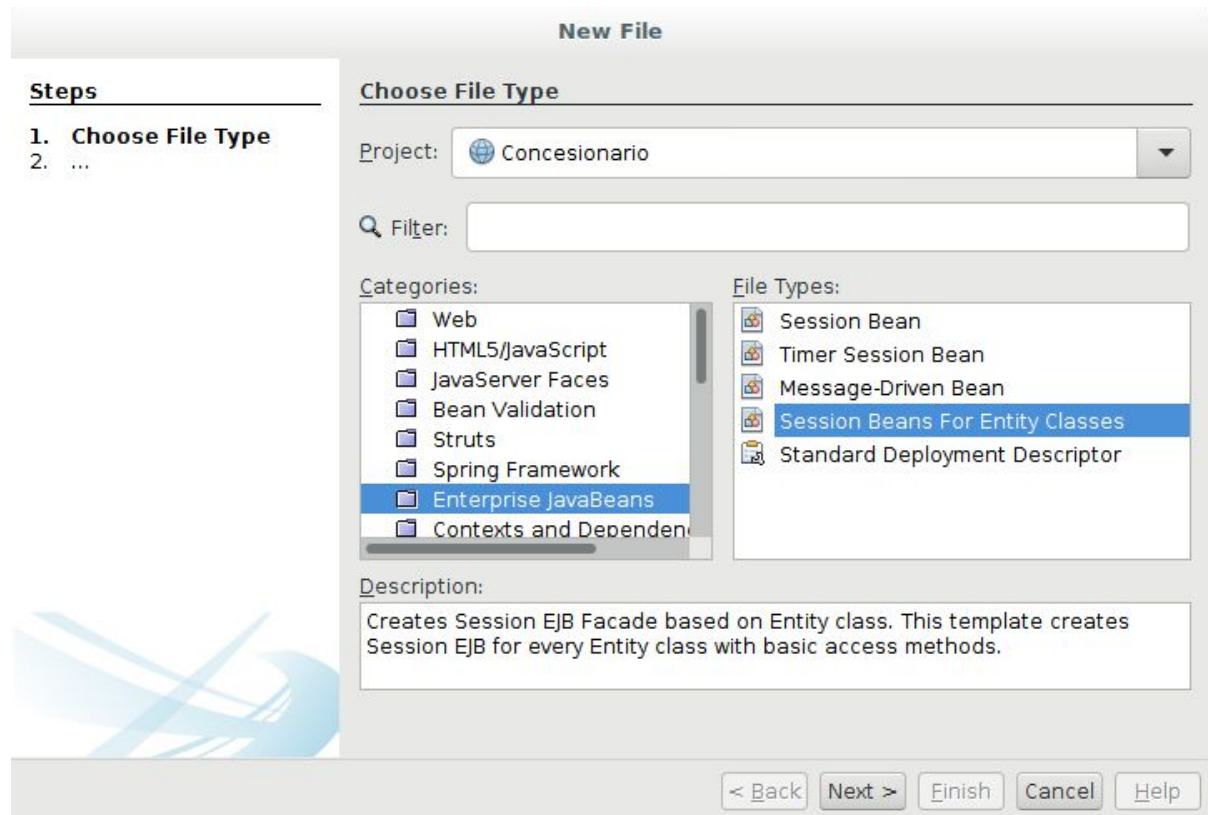 New File
Steps
1. Choose File Type
2. ...
Choose File Type
Project: Concesionario
Filter:
Categories:
Web
HTML5/JavaScript
JavaServer Faces
Bean Validation
Struts
Spring Framework
Enterprise JavaBeans
Contexts and Dependen
File Types:
Session Bean
Timer Session Bean
Message-Driven Bean
Session Beans For Entity Classes
Standard Deployment Descriptor
Description:
Creates Session EJB Facade based on Entity class. This template creates
Session EJB for every Entity class with basic access methods.
< Back Next > Finish Cancel Help